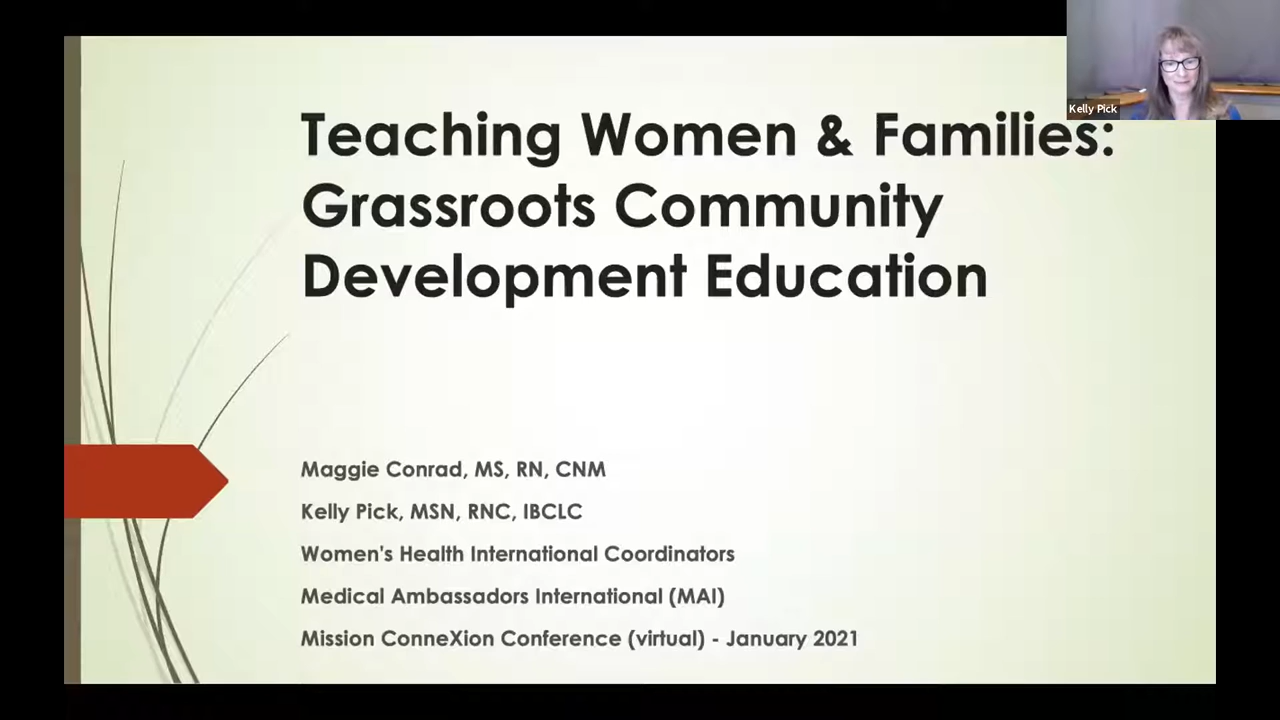 Kelly Pick
Teaching Women & Families:
Grassroots Community
Development Education
Maggie Conrad, MS, RN, CNM
Kelly Pick, MSN, RNC, IBCLC
Women's Health International Coordinators
Medical Ambassadors International (MAI)
Mission ConneXion Conference (virtual) - January 2021